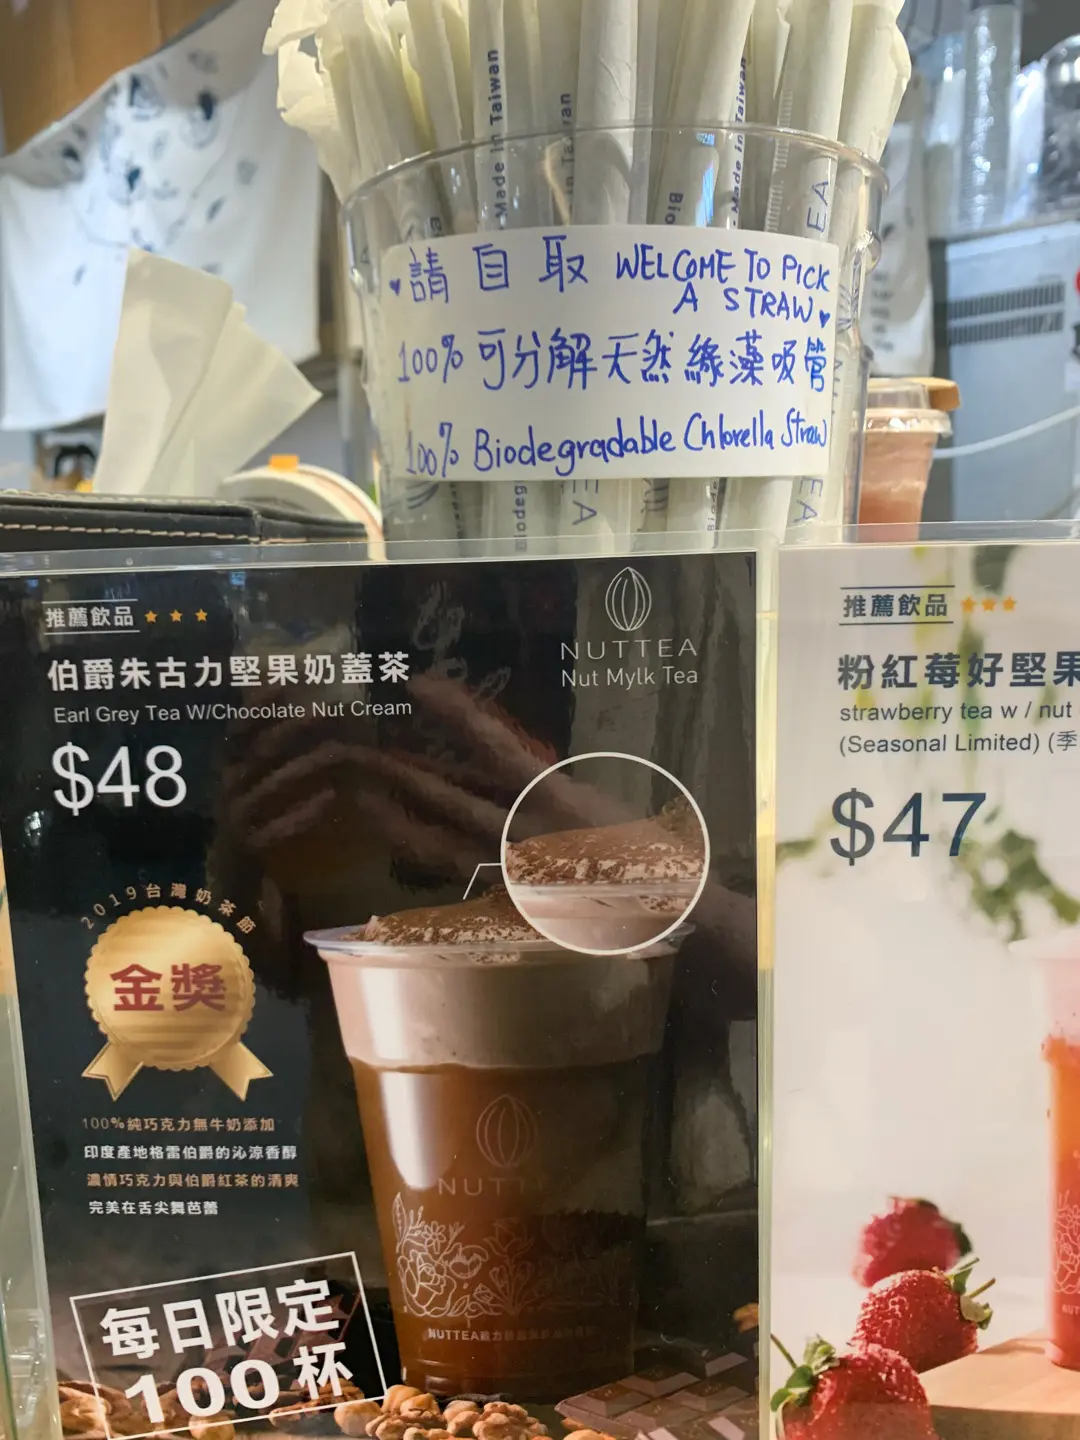 Made in Taiwan
Made in Taiwan
請自取 WELCOME TO PICK
A STRAW
100% 可分解天然綠藻吸管
100% Biodegradable Chlorella Straw
推薦飲品
伯爵朱古力堅果奶蓋茶
Earl Grey Tea W/Chocolate Nut Cream
$48
NUTTEA
Nut Mylk Tea
2019台灣奶茶節
金獎
100%純巧克力無牛奶添加
印度產地格雷伯爵的沁涼香醇
濃情巧克力與伯爵紅茶的清爽
完美在舌尖舞芭蕾
每日限定
100杯
NUTT
NUTTEA
推薦飲品
粉紅莓好堅果
strawberry tea w / nut
(Seasonal Limited) (季
$47